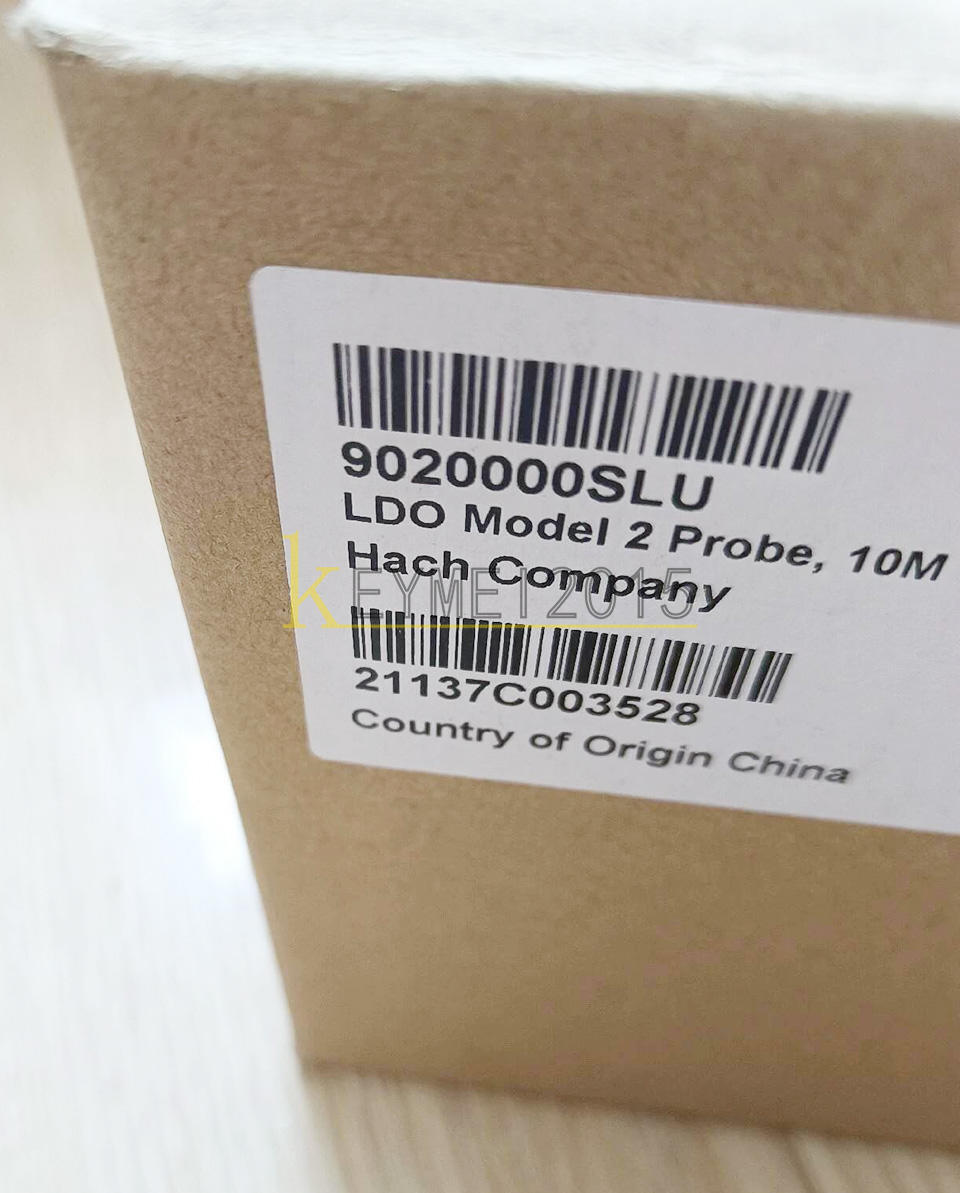 9020000SLU
LDO Model 2 Probe, 10M
Hach Company
kEYMEI2015
21137C003528
Country of Origin China